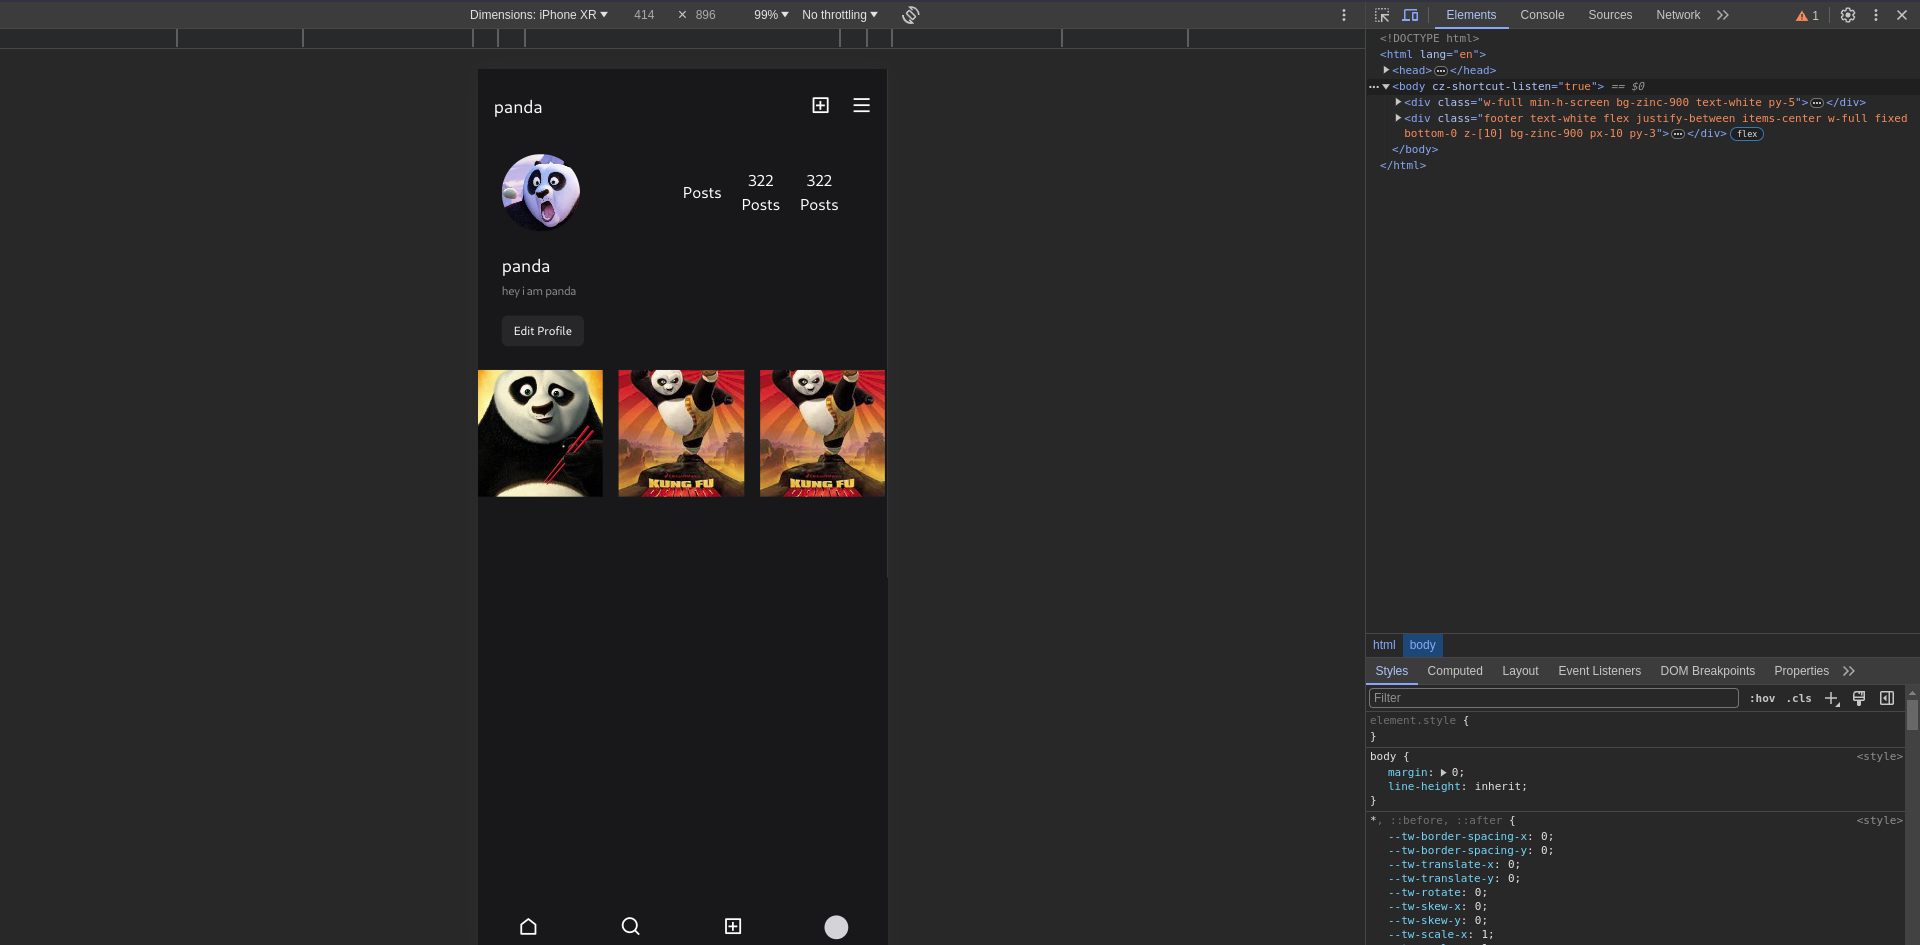 Dimensions: iPhone XR 414 × 896 99% No throttling
Elements Console Sources Network 1
panda
Posts
322
Posts
322
Posts
panda
hey i am panda
Edit Profile
KUNG FU
KUNG FU
<!DOCTYPE html>
<html lang="en">
<head>…</head>
<body cz-shortcut-listen="true"> == $0
<div class="w-full min-h-screen bg-zinc-900 text-white py-5">…</div>
<div class="footer text-white flex justify-between items-center w-full fixed
bottom-0 z-[10] bg-zinc-900 px-10 py-3">…</div> flex
</body>
</html>
html body
Styles Computed Layout Event Listeners DOM Breakpoints Properties
Filter :hov .cls
element.style {
}
body { <style>
margin: 0;
line-height: inherit;
}
*, ::before, ::after { <style>
--tw-border-spacing-x: 0;
--tw-border-spacing-y: 0;
--tw-translate-x: 0;
--tw-translate-y: 0;
--tw-rotate: 0;
--tw-skew-x: 0;
--tw-skew-y: 0;
--tw-scale-x: 1;